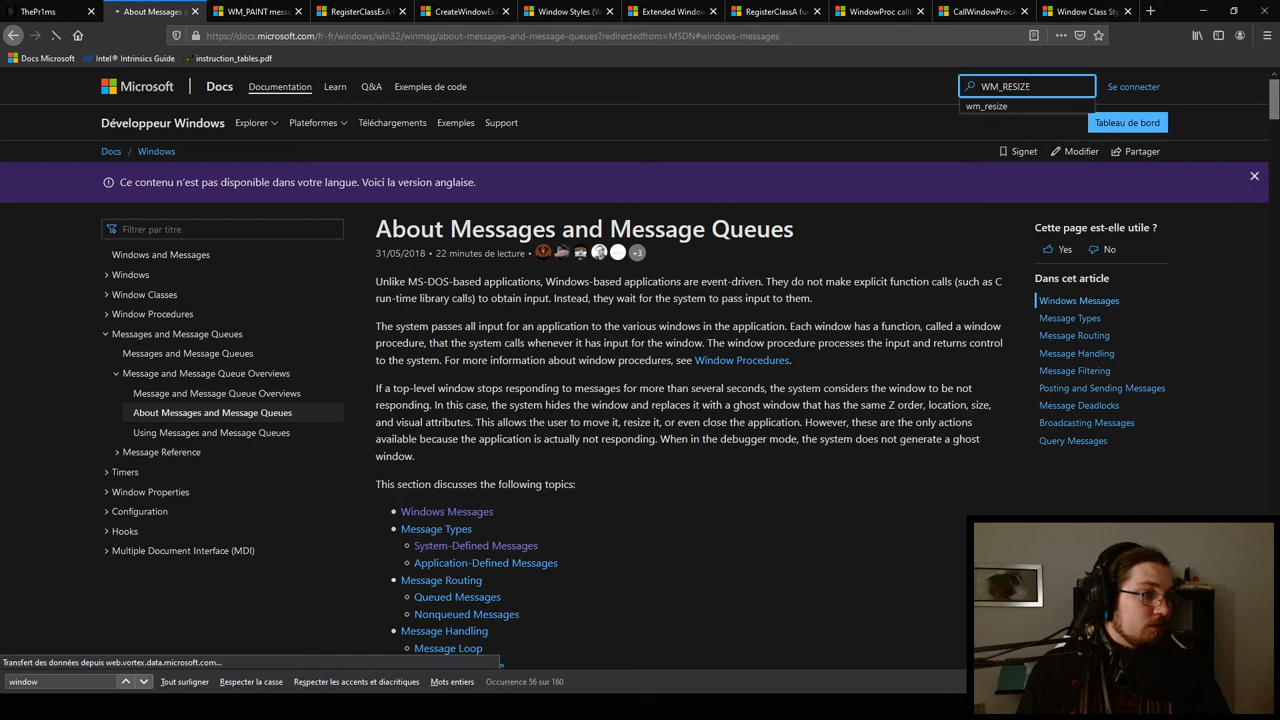 ThePr1ms
About Messages a
WM_PAINT mess
RegisterClassExA f
CreateWindowEx
Window Styles (W
Extended Window
RegisterClassA fun
WindowProc call
CallWindowProcA
Window Class Sty
https://docs.microsoft.com/fr-fr/windows/win32/winmsg/about-messages-and-message-queues?redirectedfrom=MSDN#windows-messages
Docs Microsoft
Intel® Intrinsics Guide
instruction_tables.pdf
Microsoft
Docs
Documentation
Learn
Q&A
Exemples de code
WM_RESIZE
Se connecter
wm_resize
Développeur Windows
Explorer
Plateformes
Téléchargements
Exemples
Support
Tableau de bord
Docs / Windows
Signet
Modifier
Partager
Ce contenu n'est pas disponible dans votre langue. Voici la version anglaise.
Filtrer par titre
Windows and Messages
Windows
Window Classes
Window Procedures
Messages and Message Queues
Messages and Message Queues
Message and Message Queue Overviews
Message and Message Queue Overviews
About Messages and Message Queues
Using Messages and Message Queues
Message Reference
Timers
Window Properties
Configuration
Hooks
Multiple Document Interface (MDI)
About Messages and Message Queues
31/05/2018 • 22 minutes de lecture •
+3
Unlike MS-DOS-based applications, Windows-based applications are event-driven. They do not make explicit function calls (such as C
run-time library calls) to obtain input. Instead, they wait for the system to pass input to them.
The system passes all input for an application to the various windows in the application. Each window has a function, called a window
procedure, that the system calls whenever it has input for the window. The window procedure processes the input and returns control
to the system. For more information about window procedures, see Window Procedures.
If a top-level window stops responding to messages for more than several seconds, the system considers the window to be not
responding. In this case, the system hides the window and replaces it with a ghost window that has the same Z order, location, size,
and visual attributes. This allows the user to move it, resize it, or even close the application. However, these are the only actions
available because the application is actually not responding. When in the debugger mode, the system does not generate a ghost
window.
This section discusses the following topics:
• Windows Messages
• Message Types
System-Defined Messages
Application-Defined Messages
• Message Routing
Queued Messages
Nonqueued Messages
• Message Handling
Message Loop
Cette page est-elle utile ?
Yes
No
Dans cet article
Windows Messages
Message Types
Message Routing
Message Handling
Message Filtering
Posting and Sending Messages
Message Deadlocks
Broadcasting Messages
Query Messages
Transfert des données depuis web.vortex.data.microsoft.com...
window
Tout surligner
Respecter la casse
Respecter les accents et diacritiques
Mots entiers
Occurrence 56 sur 160